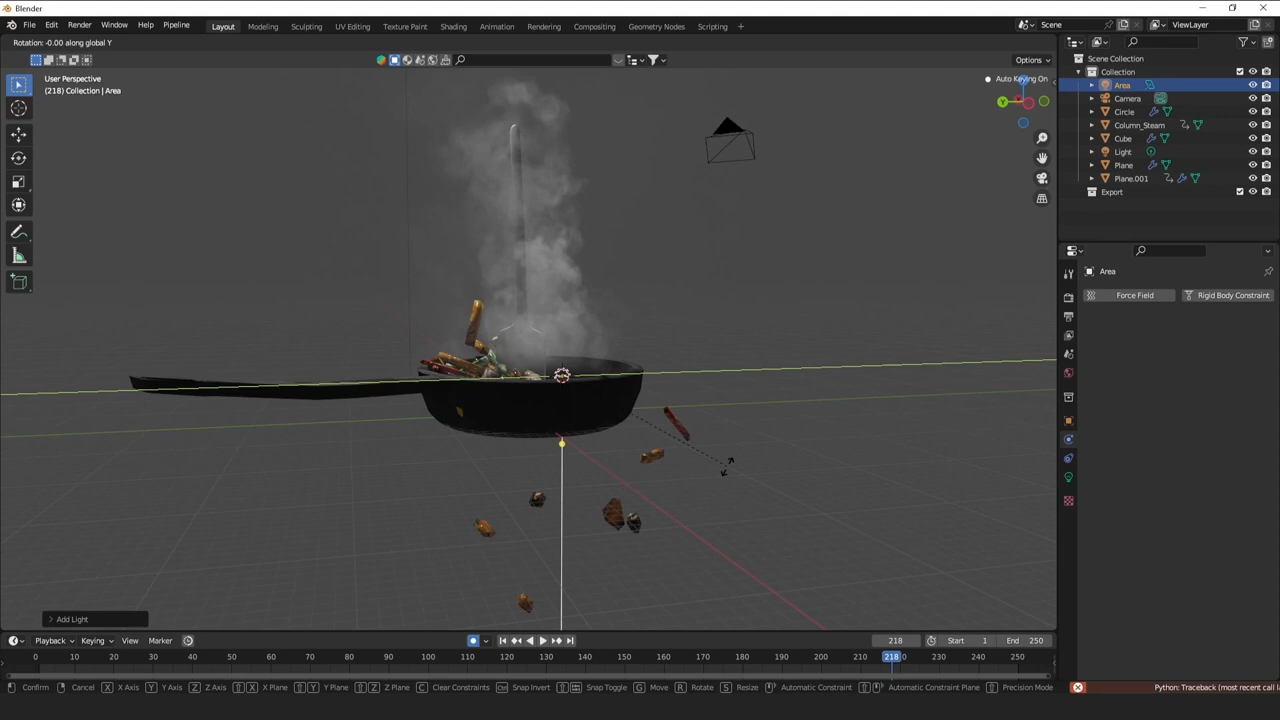 Blender
File Edit Render Window Help Pipeline Layout Modeling Sculpting UV Editing Texture Paint Shading Animation Rendering Compositing Geometry Nodes Scripting + Scene ViewLayer
Rotation: -0.00 along global Y
Options
User Perspective
(218) Collection | Area
Auto Keying On
Y
Scene Collection
Collection
Area
Camera
Circle
Column_Steam
Cube
Light
Plane
Plane.001
Export
Area
Force Field Rigid Body Constraint
Add Light
Playback Keying View Marker 218 Start 1 End 250
0 10 20 30 40 50 60 70 80 90 100 110 120 130 140 150 160 170 180 190 200 210 218 230 240 250
Confirm Cancel X X Axis Y Y Axis Z Z Axis X X Plane Y Y Plane Z Z Plane C Clear Constraints Ctrl Snap Invert Snap Toggle G Move R Rotate S Resize Automatic Constraint Automatic Constraint Plane Precision Mode Python: Traceback (most recent call la